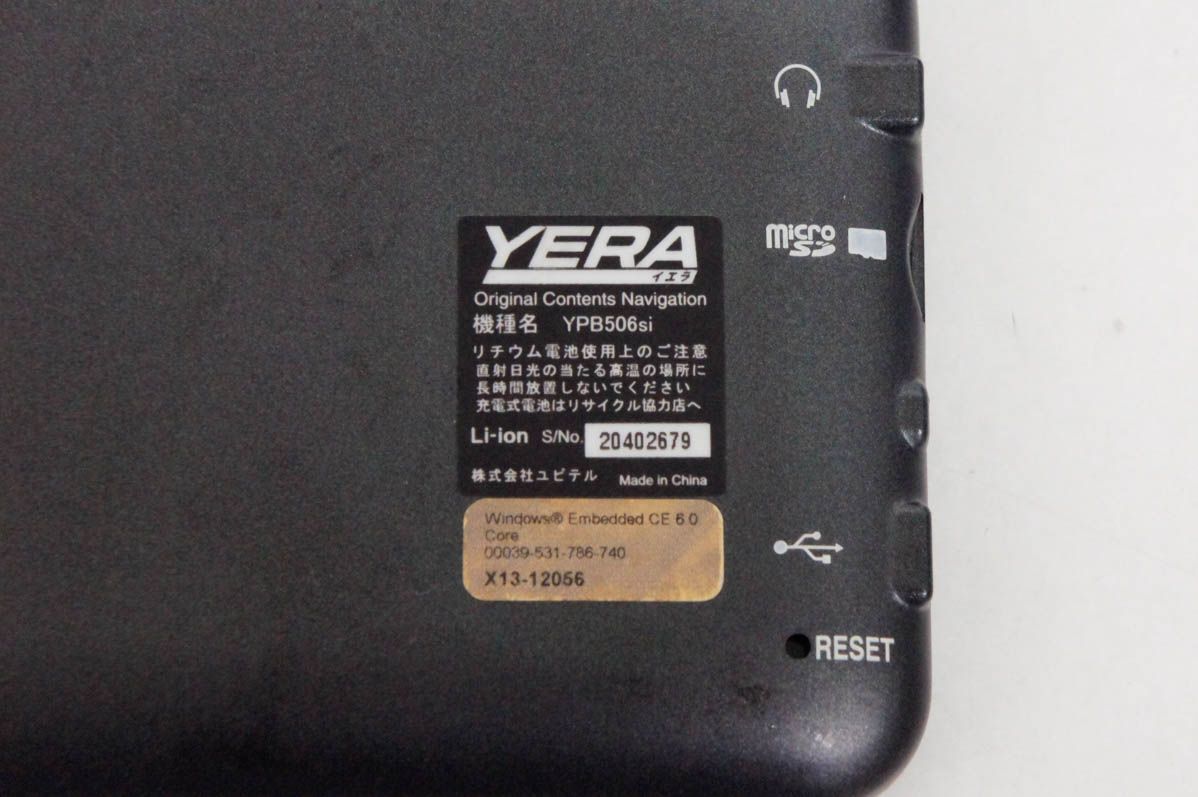 YERA
イエラ
Original Contents Navigation
機種名 YPB506si
リチウム電池使用上のご注意
直射日光の当たる高温の場所に
長時間放置しないでください
充電式電池はリサイクル協力店へ
Li-ion S/No. 20402679
株式会社ユピテル Made in China
Windows® Embedded CE 6.0
Core
00039-531-786-740
X13-12056
micro
SD
RESET